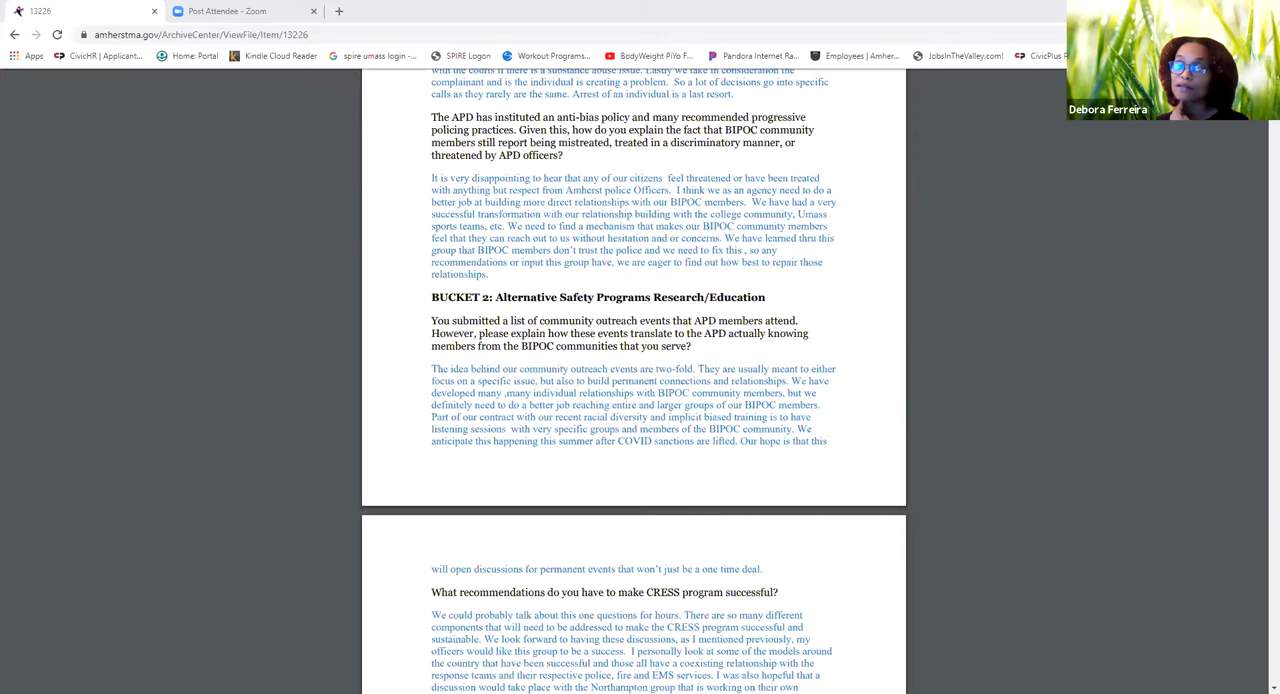 13226
Post Attendee - Zoom
amherstma.gov/ArchiveCenter/ViewFile/Item/13226
Apps
CivicHR | Applicant...
Home: Portal
Kindle Cloud Reader
spire umass login -...
SPIRE Logon
Workout Programs...
BodyWeight PiYo F...
Pandora Internet Ra...
Employees | Amher...
JobsInTheValley.com!
CivicPlus
Debora Ferreira
with the courts if there is a substance abuse issue. Lastly we take in consideration the
complainant and is the individual is creating a problem. So a lot of decisions go into specific
calls as they rarely are the same. Arrest of an individual is a last resort.
The APD has instituted an anti-bias policy and many recommended progressive
policing practices. Given this, how do you explain the fact that BIPOC community
members still report being mistreated, treated in a discriminatory manner, or
threatened by APD officers?
It is very disappointing to hear that any of our citizens feel threatened or have been treated
with anything but respect from Amherst police Officers. I think we as an agency need to do a
better job at building more direct relationships with our BIPOC members. We have had a very
successful transformation with our relationship building with the college community, Umass
sports teams, etc. We need to find a mechanism that makes our BIPOC community members
feel that they can reach out to us without hesitation and or concerns. We have learned thru this
group that BIPOC members don't trust the police and we need to fix this , so any
recommendations or input this group have, we are eager to find out how best to repair those
relationships.
BUCKET 2: Alternative Safety Programs Research/Education
You submitted a list of community outreach events that APD members attend.
However, please explain how these events translate to the APD actually knowing
members from the BIPOC communities that you serve?
The idea behind our community outreach events are two-fold. They are usually meant to either
focus on a specific issue, but also to build permanent connections and relationships. We have
developed many ,many individual relationships with BIPOC community members, but we
definitely need to do a better job reaching entire and larger groups of our BIPOC members.
Part of our contract with our recent racial diversity and implicit biased training is to have
listening sessions with very specific groups and members of the BIPOC community. We
anticipate this happening this summer after COVID sanctions are lifted. Our hope is that this
will open discussions for permanent events that won't just be a one time deal.
What recommendations do you have to make CRESS program successful?
We could probably talk about this one questions for hours. There are so many different
components that will need to be addressed to make the CRESS program successful and
sustainable. We look forward to having these discussions, as I mentioned previously, my
officers would like this group to be a success. I personally look at some of the models around
the country that have been successful and those all have a coexisting relationship with the
response teams and their respective police, fire and EMS services. I was also hopeful that a
discussion would take place with the Northampton group that is working on their own